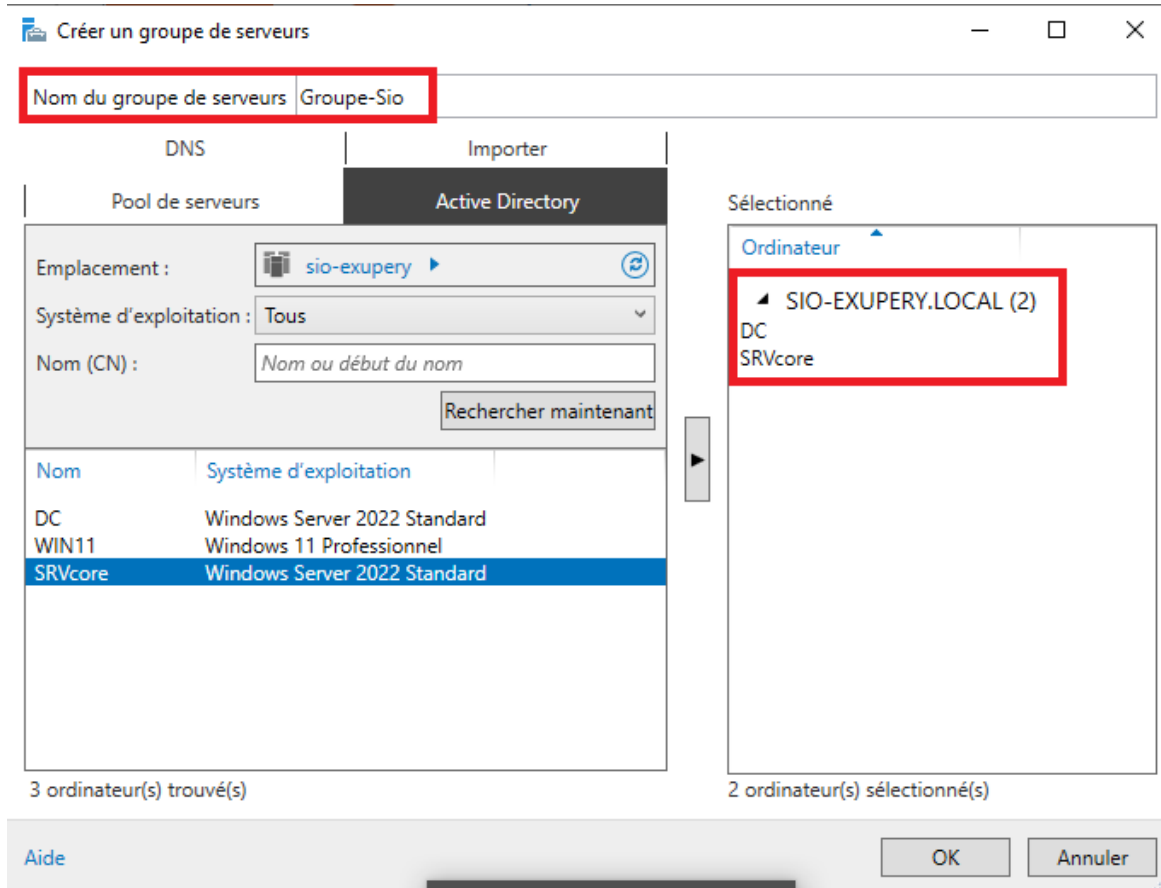 Créer un groupe de serveurs
Nom du groupe de serveurs Groupe-Sio
DNS Importer
Pool de serveurs Active Directory
Emplacement : sio-exupery
Système d'exploitation : Tous
Nom (CN) : Nom ou début du nom
Rechercher maintenant
Nom Système d'exploitation
DC Windows Server 2022 Standard
WIN11 Windows 11 Professionnel
SRVcore Windows Server 2022 Standard
3 ordinateur(s) trouvé(s)
Sélectionné
Ordinateur
SIO-EXUPERY.LOCAL (2)
DC
SRVcore
2 ordinateur(s) sélectionné(s)
Aide OK Annuler